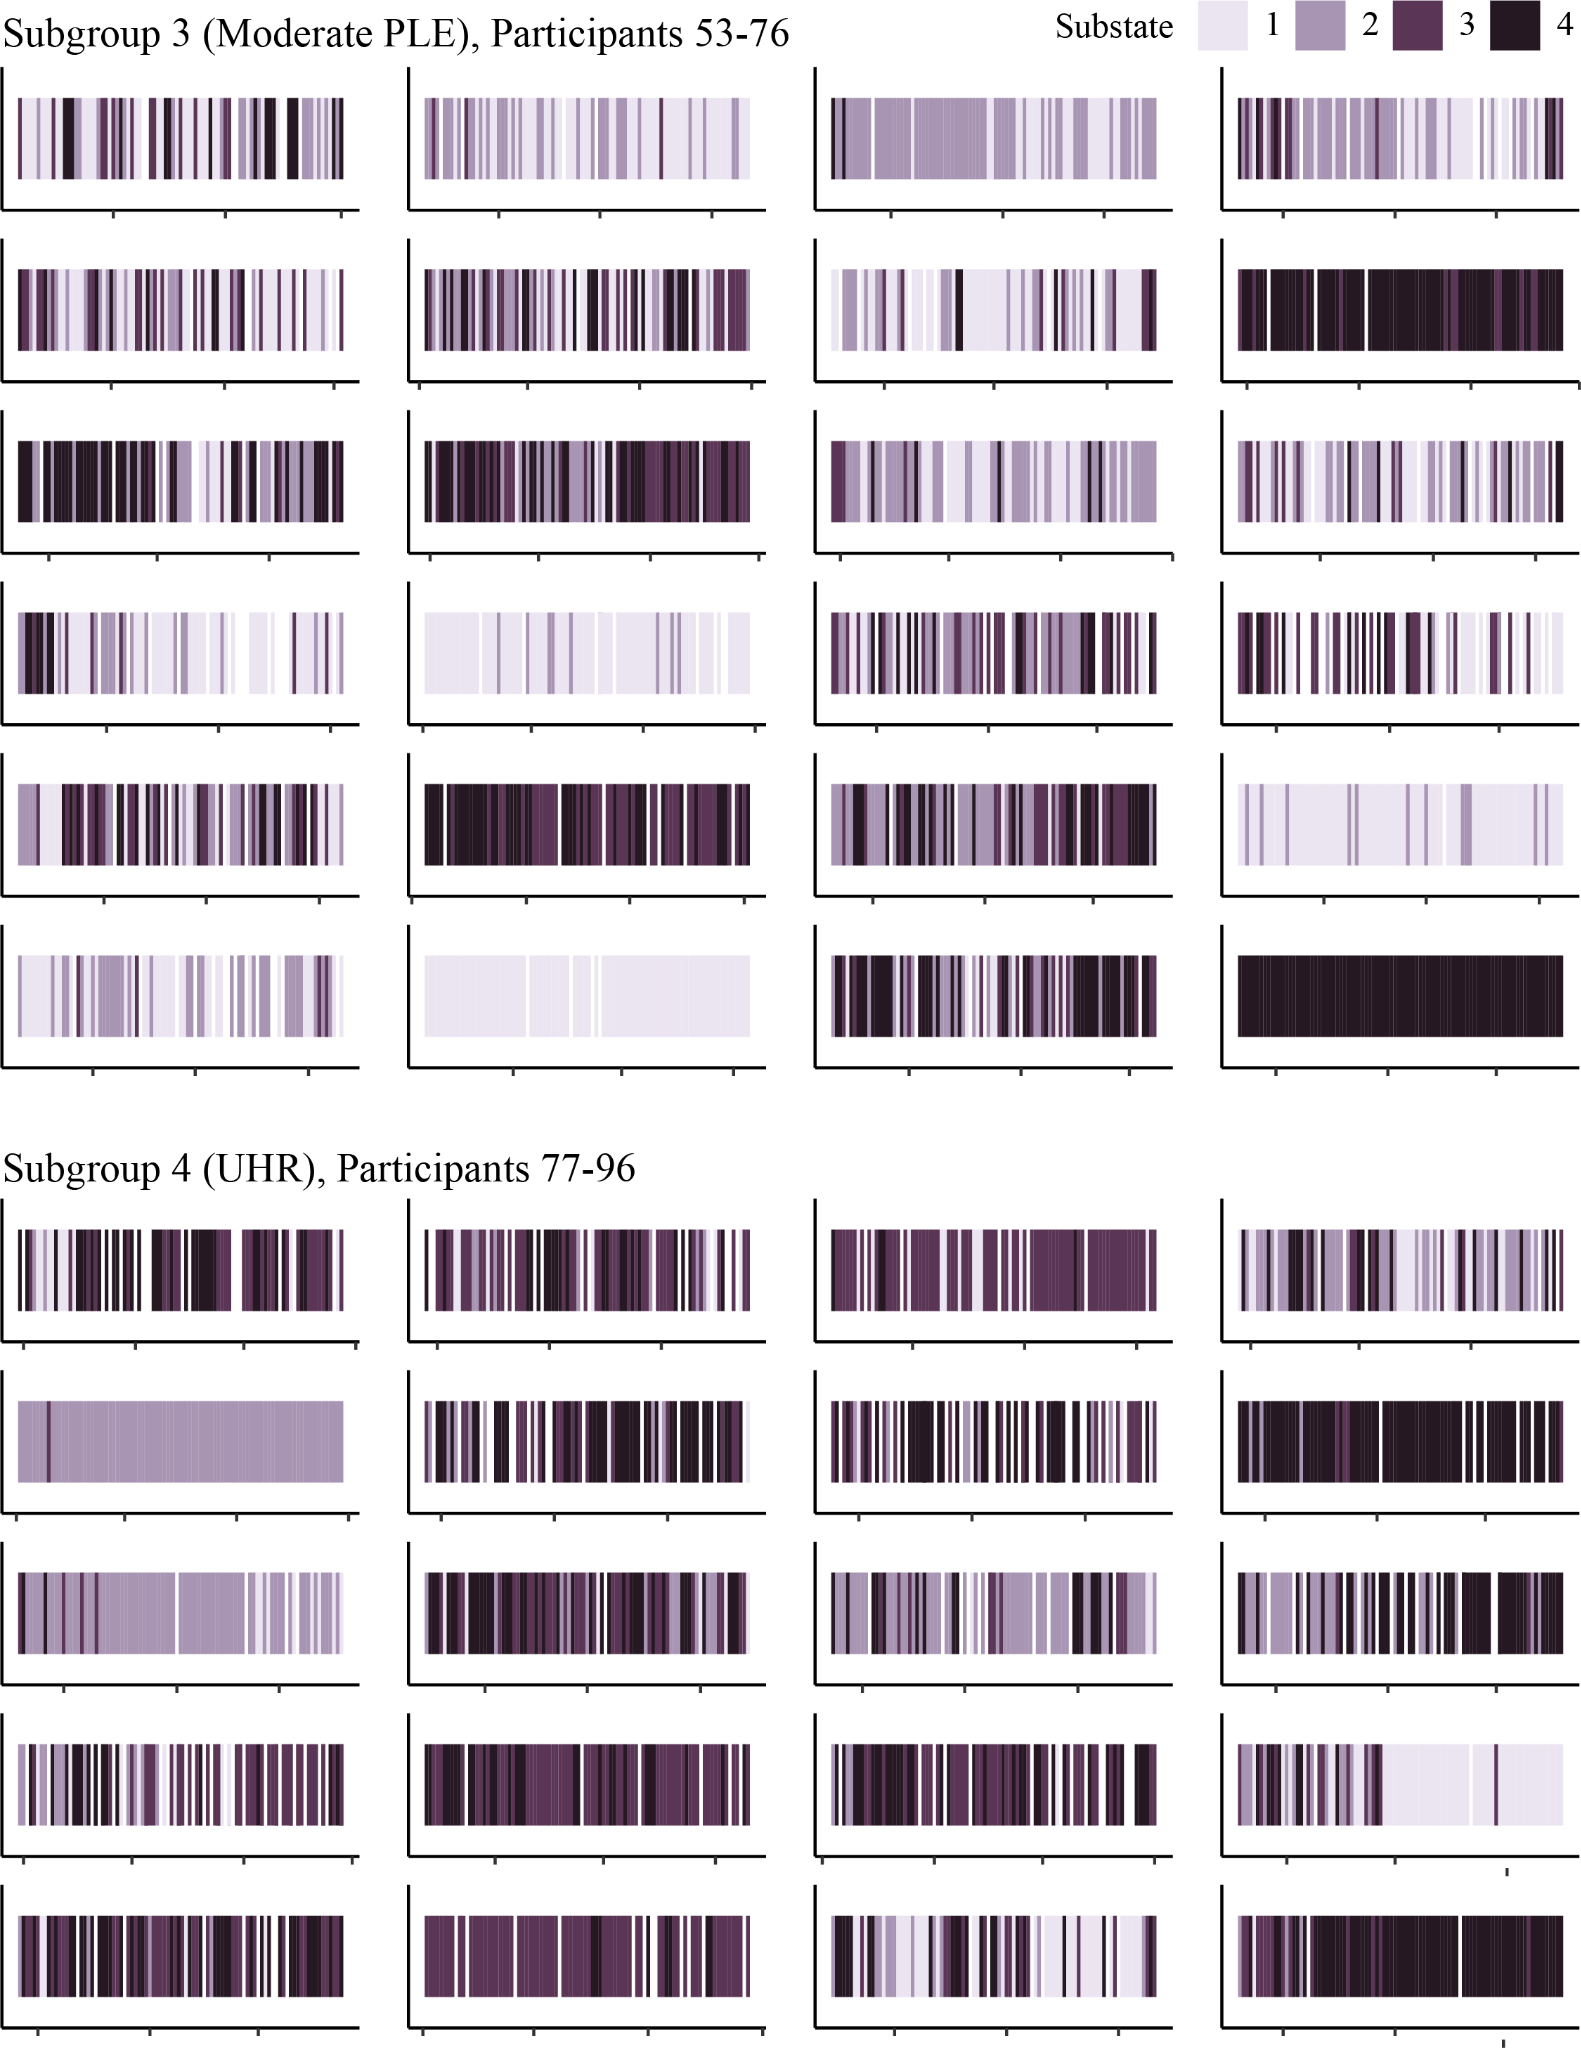 Subgroup 3 (Moderate PLE), Participants 53-76
Substate 1 2 3 4
Subgroup 4 (UHR), Participants 77-96